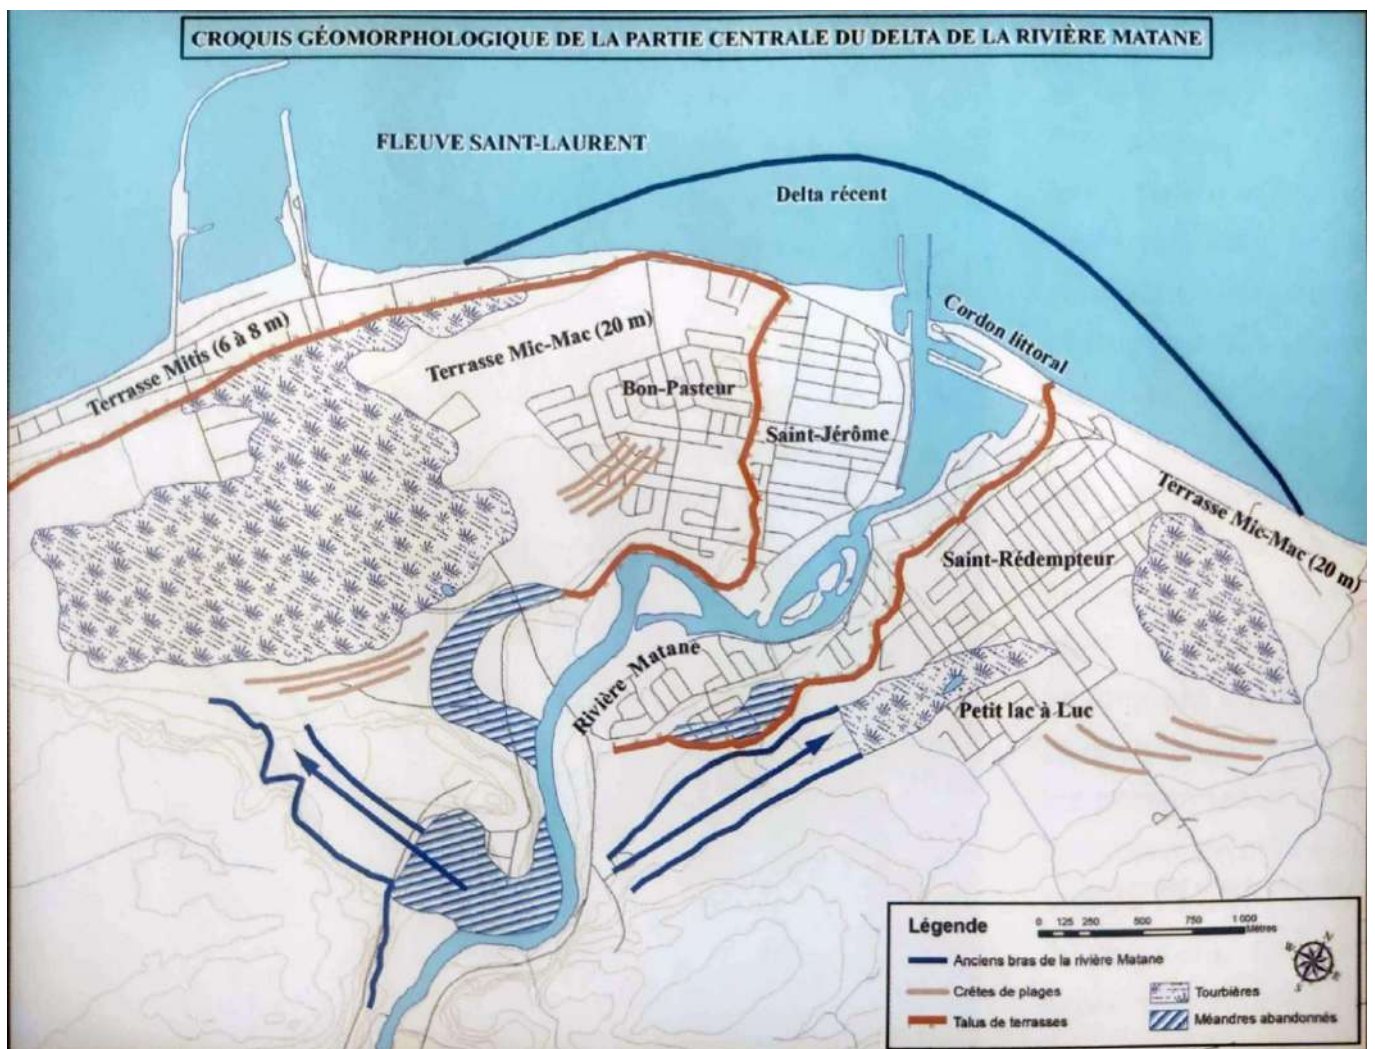 CROQUIS GÉOMORPHOLOGIQUE DE LA PARTIE CENTRALE DU DELTA DE LA RIVIÈRE MATANE
FLEUVE SAINT-LAURENT
Delta récent
Cordon littoral
Terrasse Mitis (6 à 8 m)
Terrasse Mic-Mac (20 m)
Bon-Pasteur
Saint-Jérôme
Terrasse Mic-Mac (20 m)
Saint-Rédempteur
Rivière Matane
Petit lac à Luc
Légende
0 125 250 500 750 1 000
Mètres
Anciens bras de la rivière Matane
Crêtes de plages
Talus de terrasses
Tourbières
Méandres abandonnés
N
W
E
S